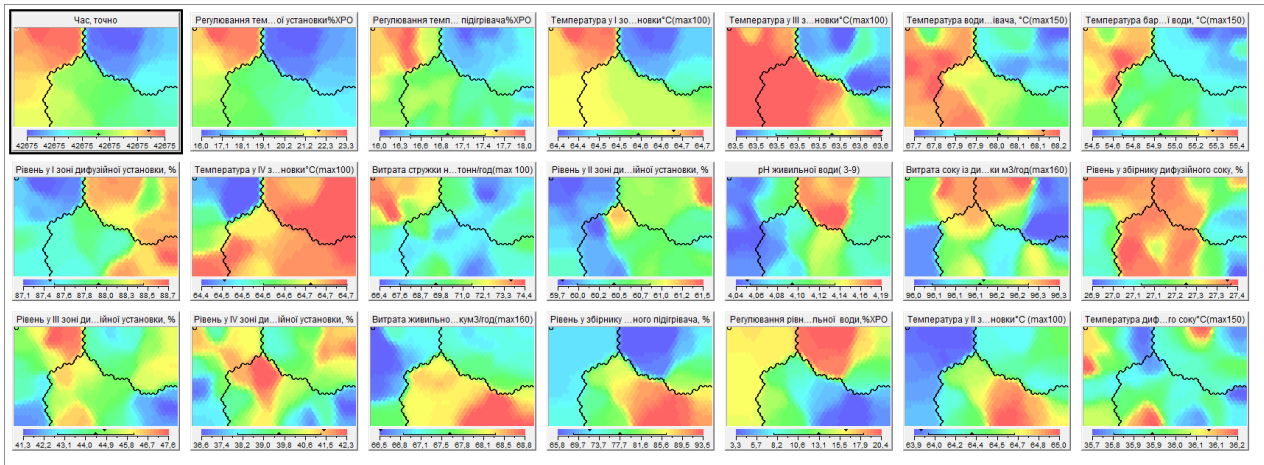 Час, точно
Регулювання тем…ої установки%ХРО
Регулювання темп… підігрівача%ХРО
Температура у I зо…новки°C(max100)
Температура у III з…новки°C(max100)
Температура води…івача, °C(max150)
Температура бар…ї води, °C(max150)
42675 42675 42675 42675 42675 42675
16,0 17,1 18,1 19,1 20,2 21,2 22,3 23,3
16,0 16,3 16,6 16,9 17,1 17,4 17,7 18,0
64,4 64,4 64,5 64,5 64,6 64,6 64,7 64,7
63,5 63,5 63,5 63,5 63,6 63,6
67,7 67,8 67,9 67,9 68,0 68,1 68,2 68,2
54,5 54,6 54,8 54,9 55,0 55,2 55,3 55,4
Рівень у I зоні дифузійної установки, %
Температура у IV з…новки°C(max100)
Витрата стружки н…тонн/год(max 100)
Рівень у II зоні ди…ійної установки, %
pH живильної води( 3-9)
Витрата соку із ди…ки м3/год(max160)
Рівень у збірнику дифузійного соку, %
87,1 87,4 87,6 87,8 88,0 88,3 88,5 88,7
64,4 64,5 64,6 64,6 64,7 64,7
66,4 67,6 68,7 69,8 71,0 72,1 73,3 74,4
59,7 60,0 60,3 60,6 61,0 61,2 61,5
4,04 4,06 4,08 4,10 4,12 4,14 4,17 4,19
96,0 96,1 96,1 96,2 96,2 96,3 96,3
26,9 27,0 27,1 27,1 27,2 27,3 27,3 27,4
Рівень у III зоні ди…ійної установки, %
Рівень у IV зоні ди…ійної установки, %
Витрата живильно…кум3/год(max160)
Рівень у збірнику …ного підігрівача, %
Регулювання рівн…льної води,%ХРО
Температура у II з…новки°C (max100)
Температура диф…го соку°C(max150)
41,3 42,2 43,1 44,0 44,9 45,8 46,7 47,6
36,6 37,4 38,2 39,0 39,8 40,6 41,5 42,3
66,5 66,8 67,1 67,5 67,8 68,1 68,5 68,8
65,8 69,7 73,7 77,7 81,6 85,6 89,5 93,5
3,3 5,7 8,2 10,6 13,1 15,5 17,9 20,4
63,9 64,0 64,2 64,4 64,5 64,7 64,8 65,0
35,7 35,8 35,9 35,9 36,0 36,1 36,1 36,2